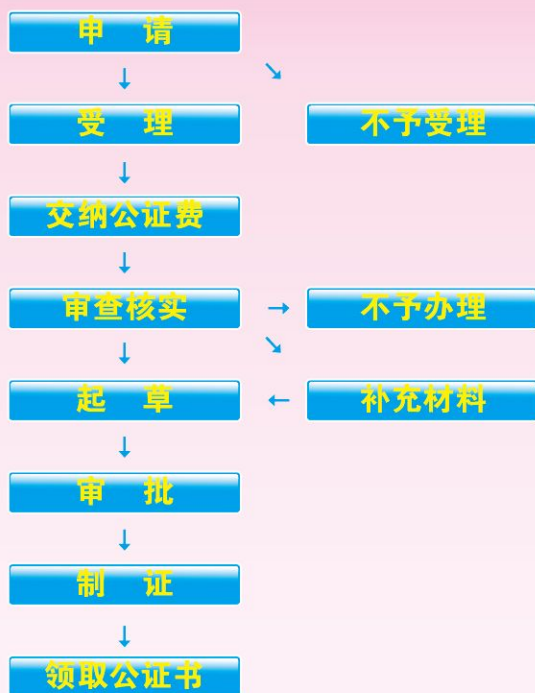 申 请
受 理
不予受理
交纳公证费
审查核实
不予办理
起 草
补充材料
审 批
制 证
领取公证书